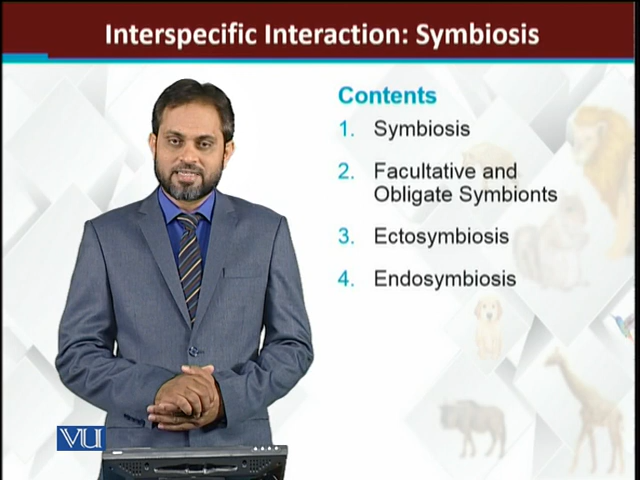 Interspecific Interaction: Symbiosis
Contents
1. Symbiosis
2. Facultative and
Obligate Symbionts
3. Ectosymbiosis
4. Endosymbiosis
VU